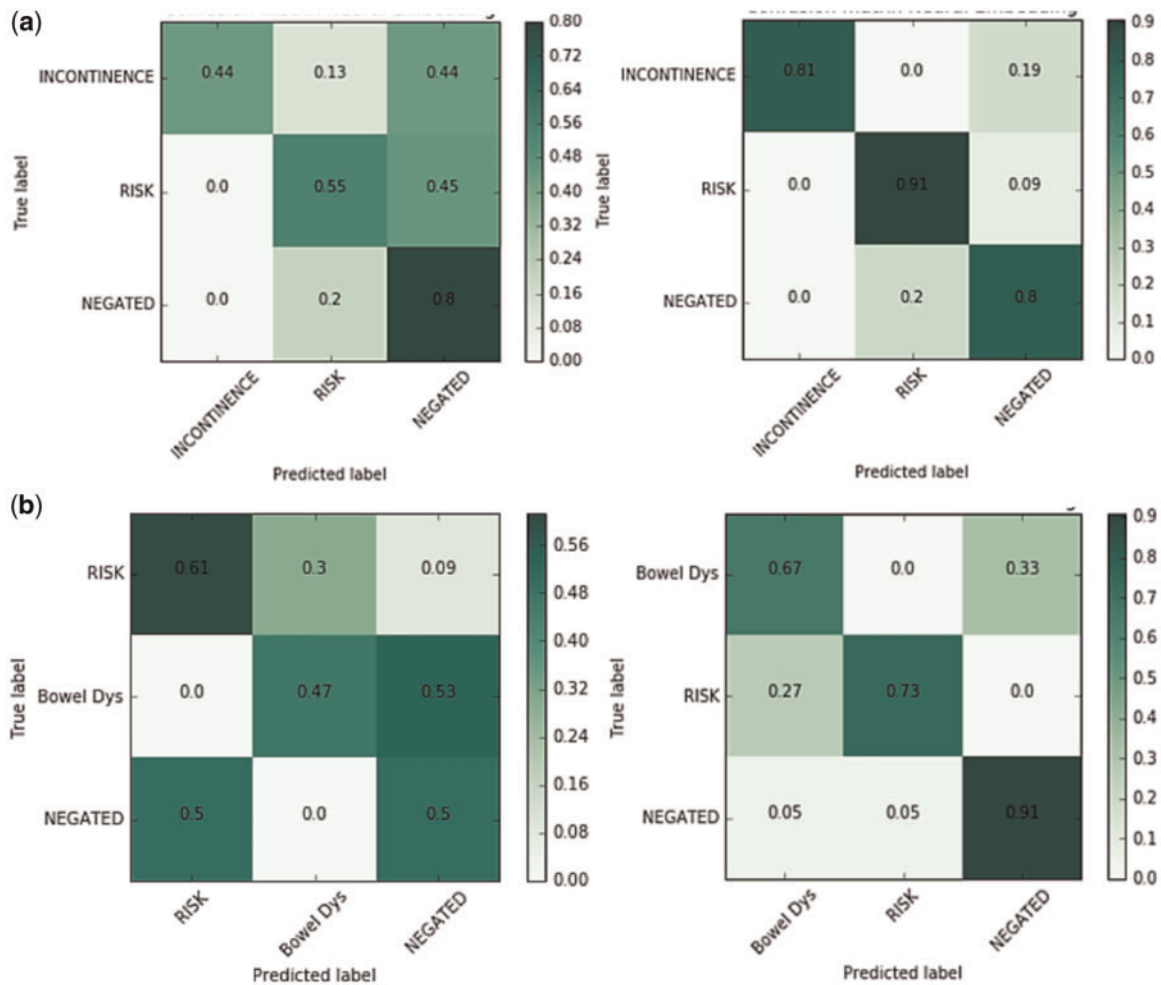 (a)
INCONTINENCE 0.44 0.13 0.44
RISK 0.0 0.55 0.45
NEGATED 0.0 0.2 0.8
True label
INCONTINENCE RISK NEGATED
Predicted label
0.80
0.72
0.64
0.56
0.48
0.40
0.32
0.24
0.16
0.08
0.00
INCONTINENCE 0.81 0.0 0.19
RISK 0.0 0.91 0.09
NEGATED 0.0 0.2 0.8
True label
INCONTINENCE RISK NEGATED
Predicted label
0.9
0.8
0.7
0.6
0.5
0.4
0.3
0.2
0.1
0.0
(b)
RISK 0.61 0.3 0.09
Bowel Dys 0.0 0.47 0.53
NEGATED 0.5 0.0 0.5
True label
RISK Bowel Dys NEGATED
Predicted label
0.56
0.48
0.40
0.32
0.24
0.16
0.08
0.00
Bowel Dys 0.67 0.0 0.33
RISK 0.27 0.73 0.0
NEGATED 0.05 0.05 0.91
True label
Bowel Dys RISK NEGATED
Predicted label
0.9
0.8
0.7
0.6
0.5
0.4
0.3
0.2
0.1
0.0